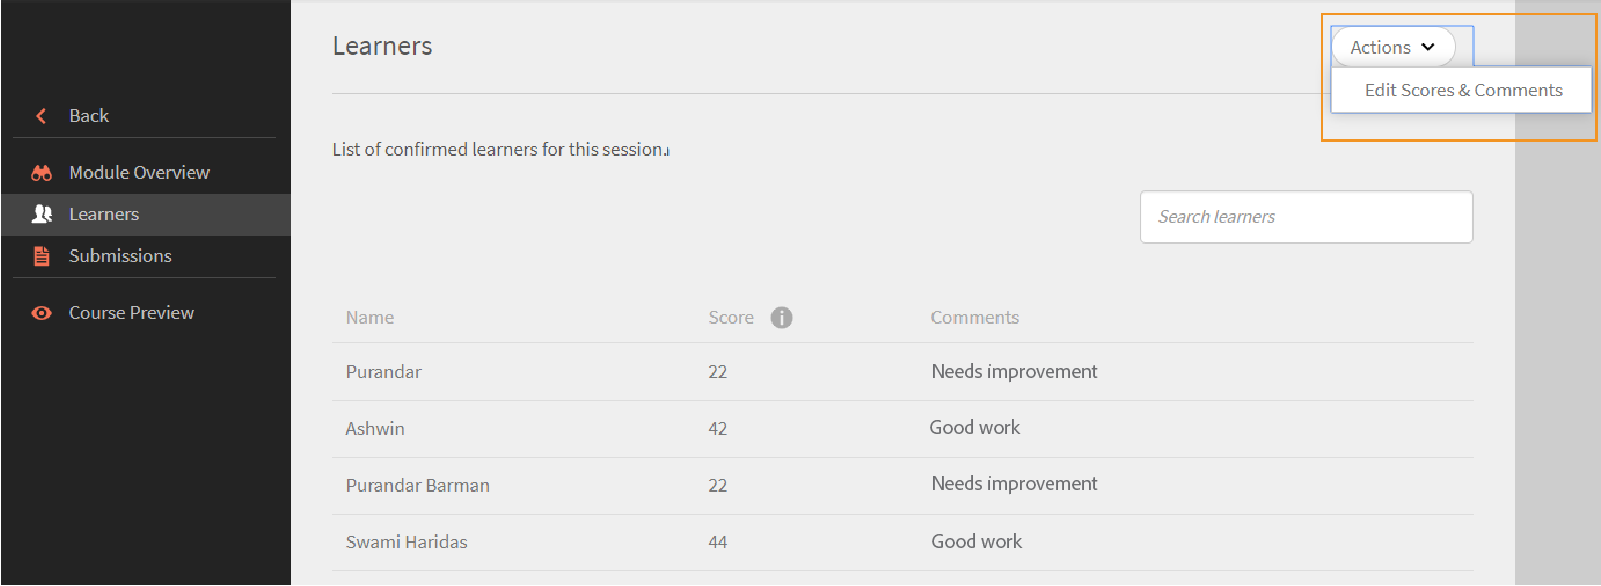 Learners
Actions
Edit Scores & Comments
Back
Module Overview
Learners
Submissions
Course Preview
List of confirmed learners for this session.
Search learners
Name Score i Comments
Purandar 22 Needs improvement
Ashwin 42 Good work
Purandar Barman 22 Needs improvement
Swami Haridas 44 Good work